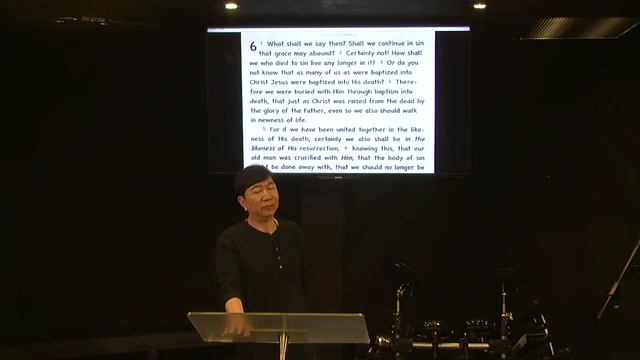 6 1 What shall we say then? Shall we continue in sin
that grace may abound? 2 Certainly not! How shall
we who died to sin live any longer in it? 3 Or do you
not know that as many of us as were baptized into
Christ Jesus were baptized into His death? 4 There-
fore we were buried with Him through baptism into
death, that just as Christ was raised from the dead by
the glory of the Father, even so we also should walk
in newness of life.
5 For if we have been united together in the like-
ness of His death, certainly we also shall be in the
likeness of His resurrection, 6 knowing this, that our
old man was crucified with Him, that the body of sin
be done away with, that we should no longer be